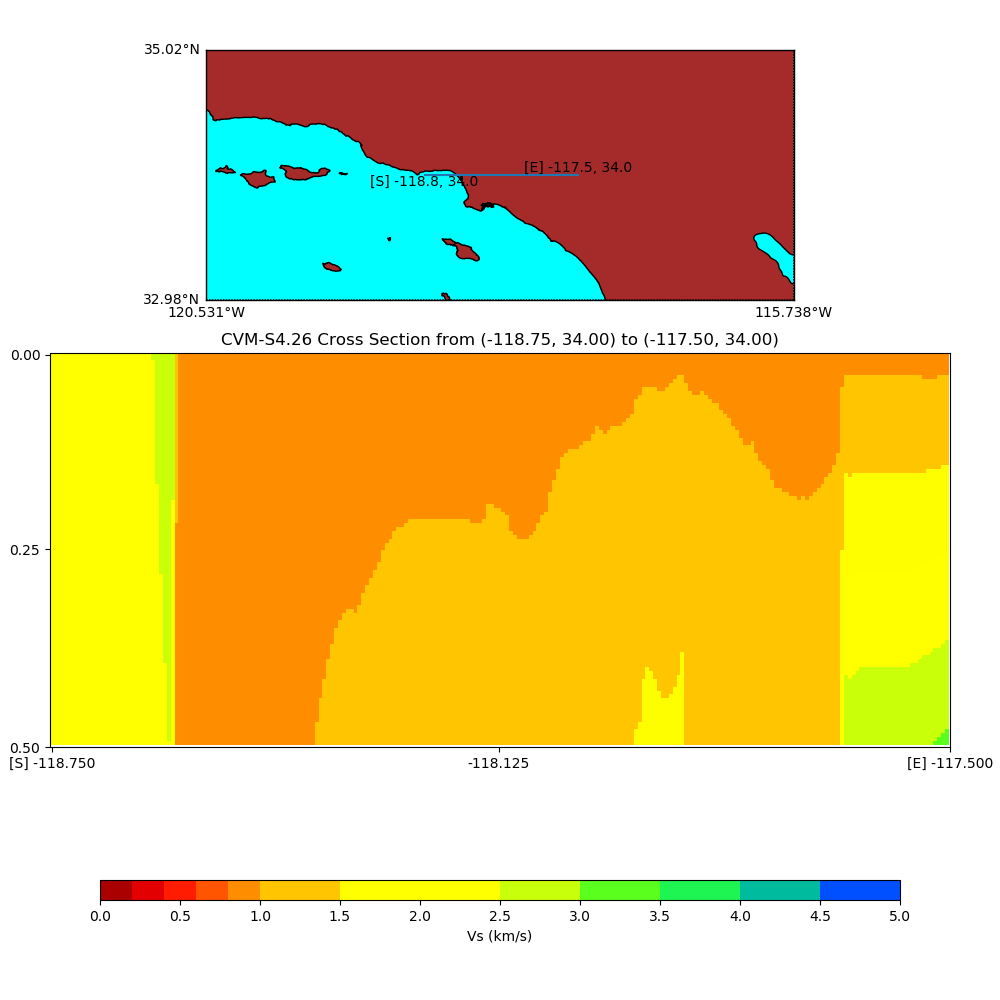 35.02°N
[E] -117.5, 34.0
[S] -118.8, 34.0
32.98°N
120.531°W 115.738°W
CVM-S4.26 Cross Section from (-118.75, 34.00) to (-117.50, 34.00)
0.00
0.25
0.50
[S] -118.750 -118.125 [E] -117.500
0.0 0.5 1.0 1.5 2.0 2.5 3.0 3.5 4.0 4.5 5.0
Vs (km/s)